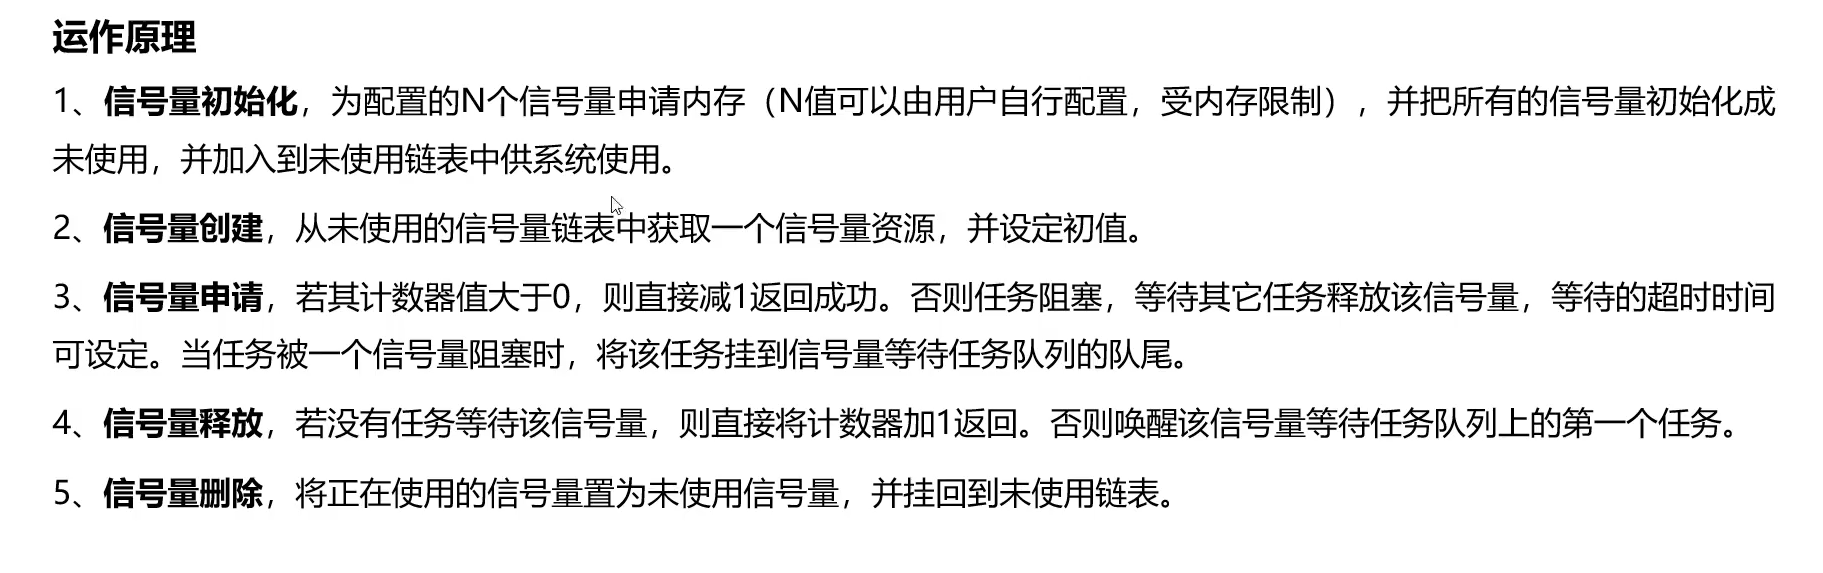 运作原理
1、信号量初始化，为配置的N个信号量申请内存（N值可以由用户自行配置，受内存限制），并把所有的信号量初始化成
未使用，并加入到未使用链表中供系统使用。
2、信号量创建，从未使用的信号量链表中获取一个信号量资源，并设定初值。
3、信号量申请，若其计数器值大于0，则直接减1返回成功。否则任务阻塞，等待其它任务释放该信号量，等待的超时时间
可设定。当任务被一个信号量阻塞时，将该任务挂到信号量等待任务队列的队尾。
4、信号量释放，若没有任务等待该信号量，则直接将计数器加1返回。否则唤醒该信号量等待任务队列上的第一个任务。
5、信号量删除，将正在使用的信号量置为未使用信号量，并挂回到未使用链表。